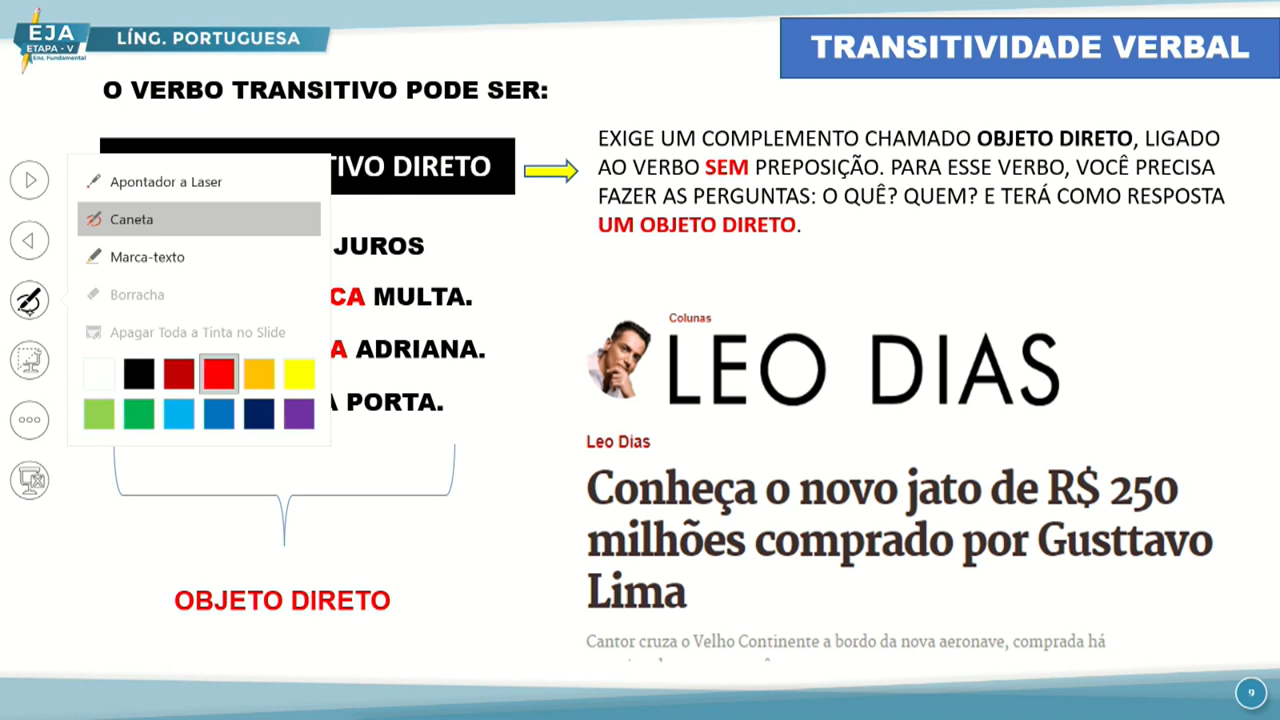 EJA
ETAPA - V
Ens. Fundamental
LÍNG. PORTUGUESA
TRANSITIVIDADE VERBAL
O VERBO TRANSITIVO PODE SER:
DIRETO
EXIGE UM COMPLEMENTO CHAMADO OBJETO DIRETO, LIGADO
AO VERBO SEM PREPOSIÇÃO. PARA ESSE VERBO, VOCÊ PRECISA
FAZER AS PERGUNTAS: O QUÊ? QUEM? E TERÁ COMO RESPOSTA
UM OBJETO DIRETO.
Apontador a Laser
Caneta
Marca-texto
Borracha
Apagar Toda a Tinta no Slide
JUROS
MULTA.
ADRIANA.
PORTA.
OBJETO DIRETO
Colunas
LEO DIAS
Leo Dias
Conheça o novo jato de R$ 250
milhões comprado por Gusttavo
Lima
Cantor cruza o Velho Continente a bordo da nova aeronave, comprada há
9